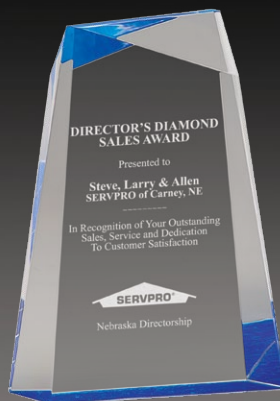 DIRECTOR'S DIAMOND
SALES AWARD
Presented to
Steve, Larry & Allen
SERVPRO of Carney, NE
----------
In Recognition of Your Outstanding
Sales, Service and Dedication
To Customer Satisfaction
SERVPRO®
Nebraska Directorship